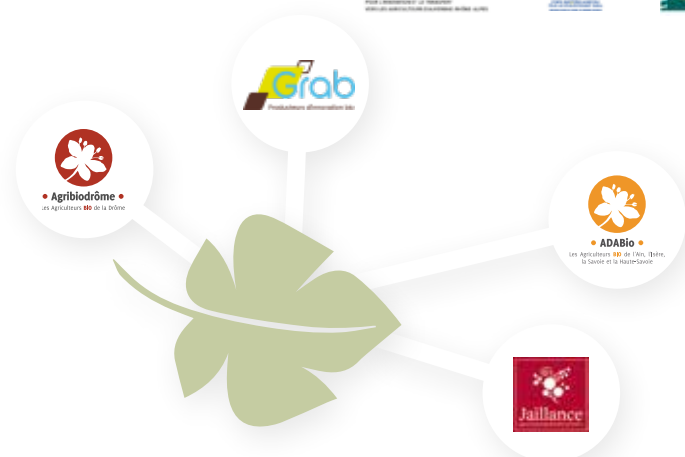 Grab
Producteurs d'innovation bio
• Agribiodrôme •
Les Agriculteurs BIO de la Drôme
• ADABio •
Les Agriculteurs BIO de l'Ain, l'Isère,
la Savoie et la Haute-Savoie
Jaillance